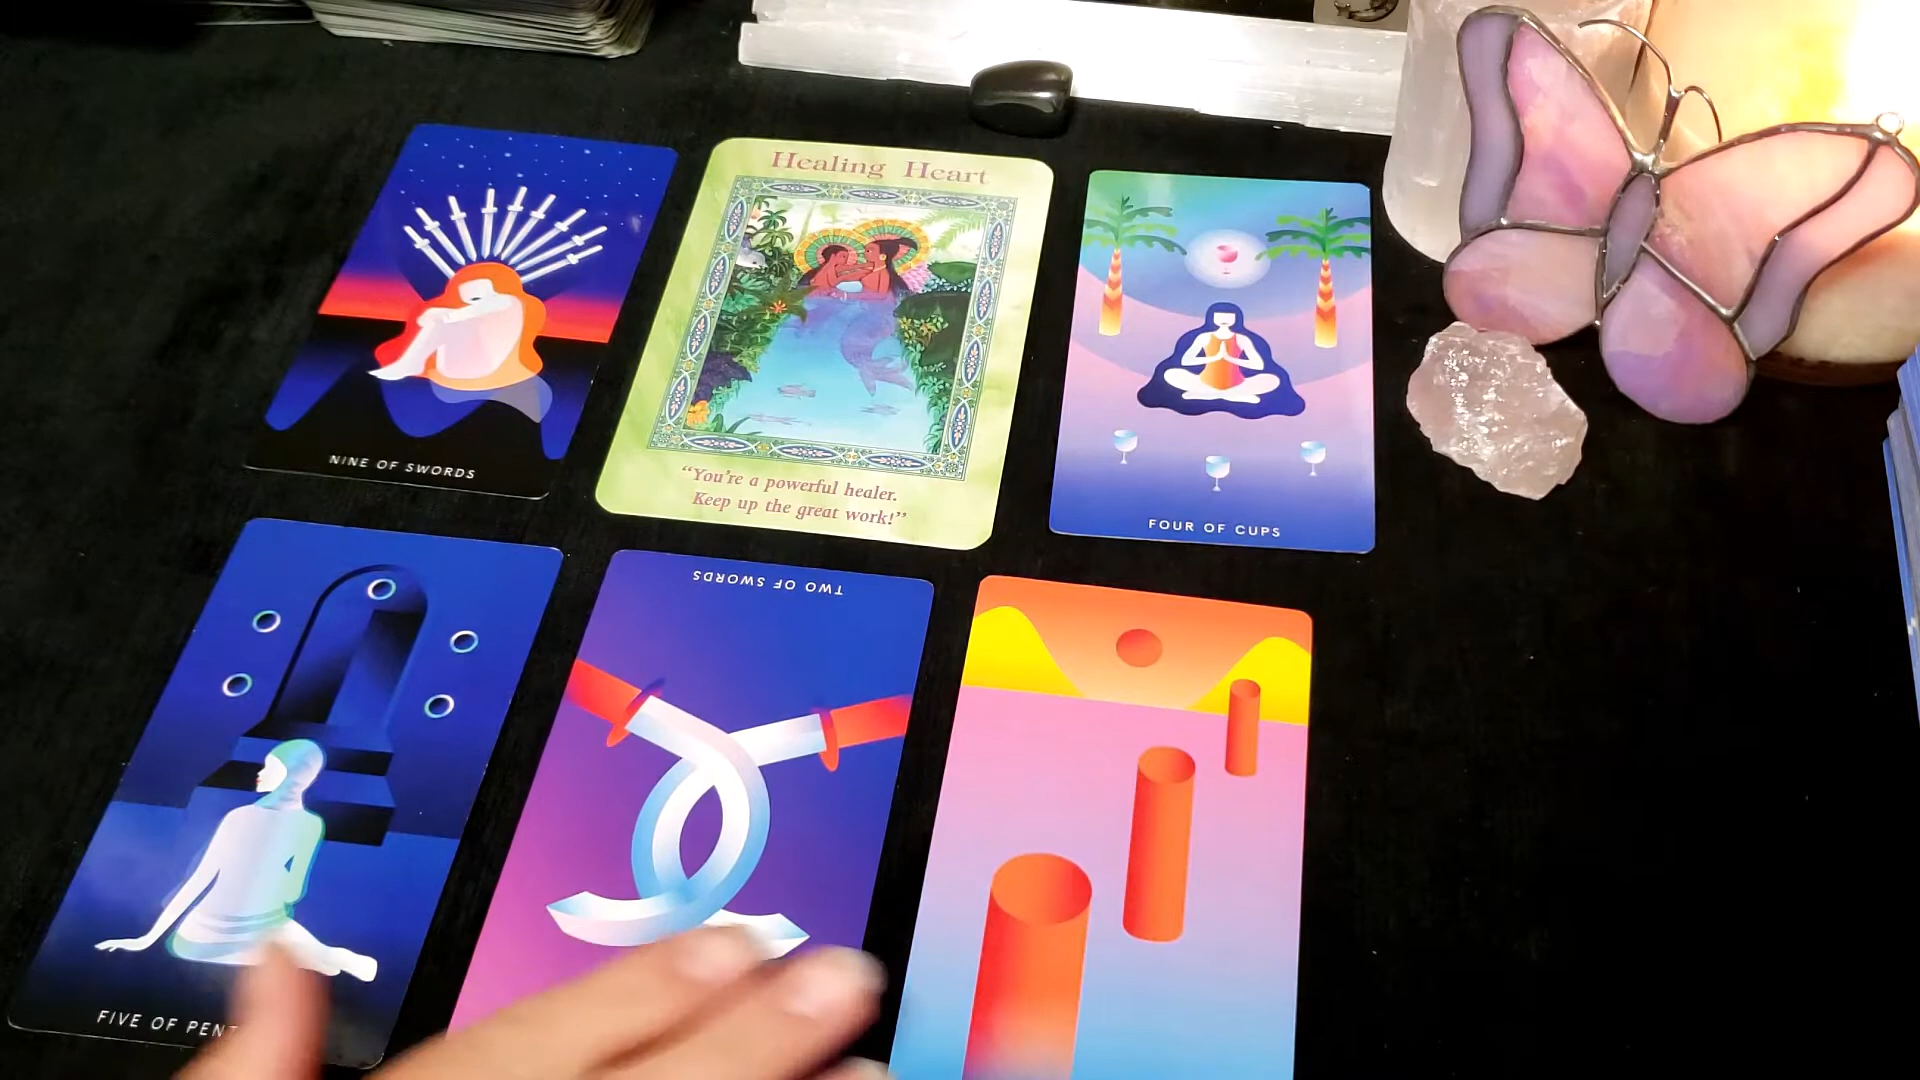 Healing Heart
NINE OF SWORDS
“You're a powerful healer.
Keep up the great work!”
FOUR OF CUPS
TWO OF SWORDS
FIVE OF PENT